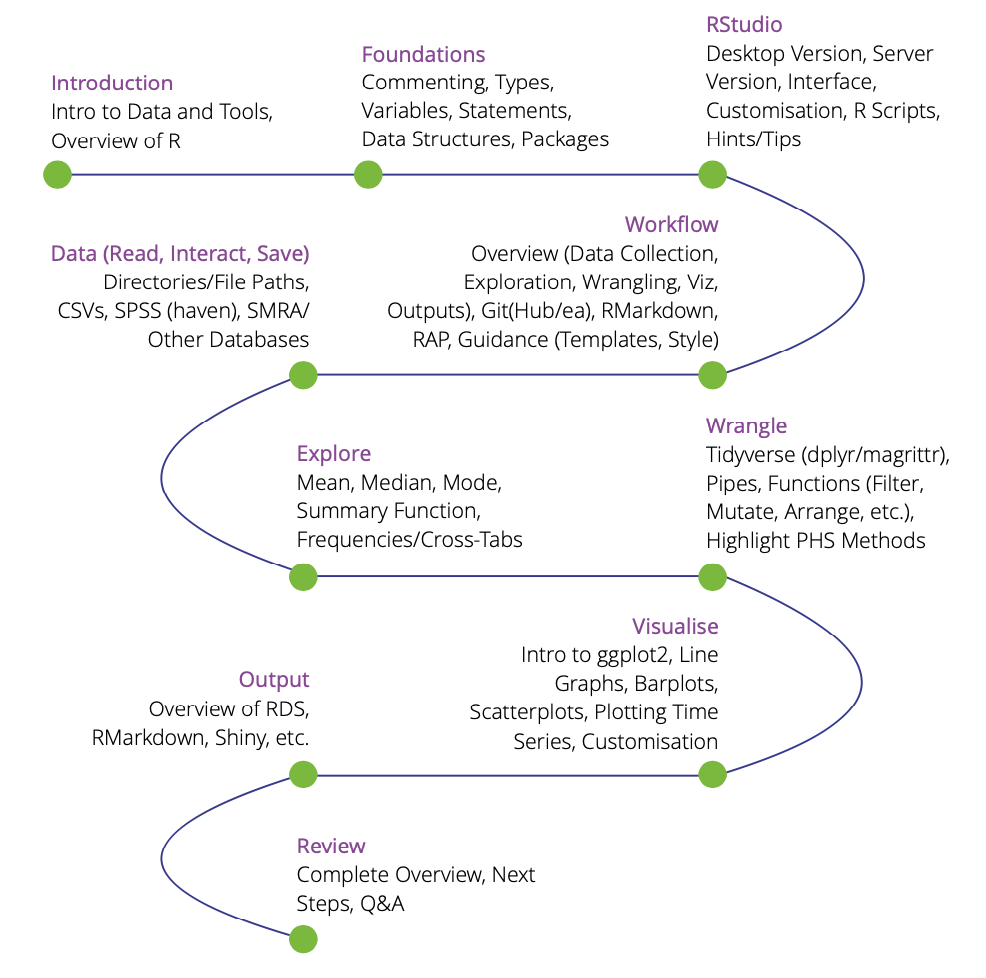 Introduction
Intro to Data and Tools,
Overview of R
Foundations
Commenting, Types,
Variables, Statements,
Data Structures, Packages
RStudio
Desktop Version, Server
Version, Interface,
Customisation, R Scripts,
Hints/Tips
Workflow
Overview (Data Collection,
Exploration, Wrangling, Viz,
Outputs), Git(Hub/ea), RMarkdown,
RAP, Guidance (Templates, Style)
Data (Read, Interact, Save)
Directories/File Paths,
CSVs, SPSS (haven), SMRA/
Other Databases
Explore
Mean, Median, Mode,
Summary Function,
Frequencies/Cross-Tabs
Wrangle
Tidyverse (dplyr/magrittr),
Pipes, Functions (Filter,
Mutate, Arrange, etc.),
Highlight PHS Methods
Visualise
Intro to ggplot2, Line
Graphs, Barplots,
Scatterplots, Plotting Time
Series, Customisation
Output
Overview of RDS,
RMarkdown, Shiny, etc.
Review
Complete Overview, Next
Steps, Q&A